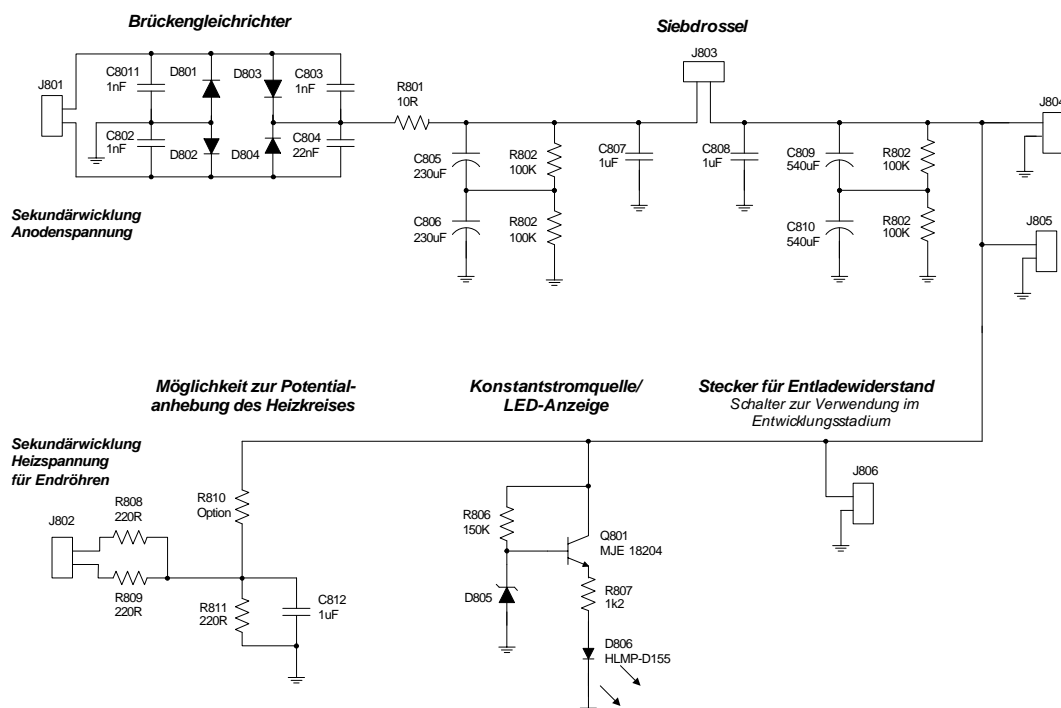 Brückengleichrichter
Siebdrossel
J801
C8011
1nF
D801
D803
C803
1nF
C802
1nF
D802
D804
C804
22nF
R801
10R
J803
J804
C805
230uF
R802
100K
C807
1uF
C808
1uF
C809
540uF
R802
100K
C806
230uF
R802
100K
C810
540uF
R802
100K
J805
Sekundärwicklung
Anodenspannung
Möglichkeit zur Potential-
anhebung des Heizkreises
Konstantstromquelle/
LED-Anzeige
Stecker für Entladewiderstand
Schalter zur Verwendung im
Entwicklungsstadium
Sekundärwicklung
Heizspannung
für Endröhren
J802
R808
220R
R809
220R
R810
Option
R811
220R
C812
1uF
R806
150K
Q801
MJE 18204
D805
R807
1k2
D806
HLMP-D155
J806